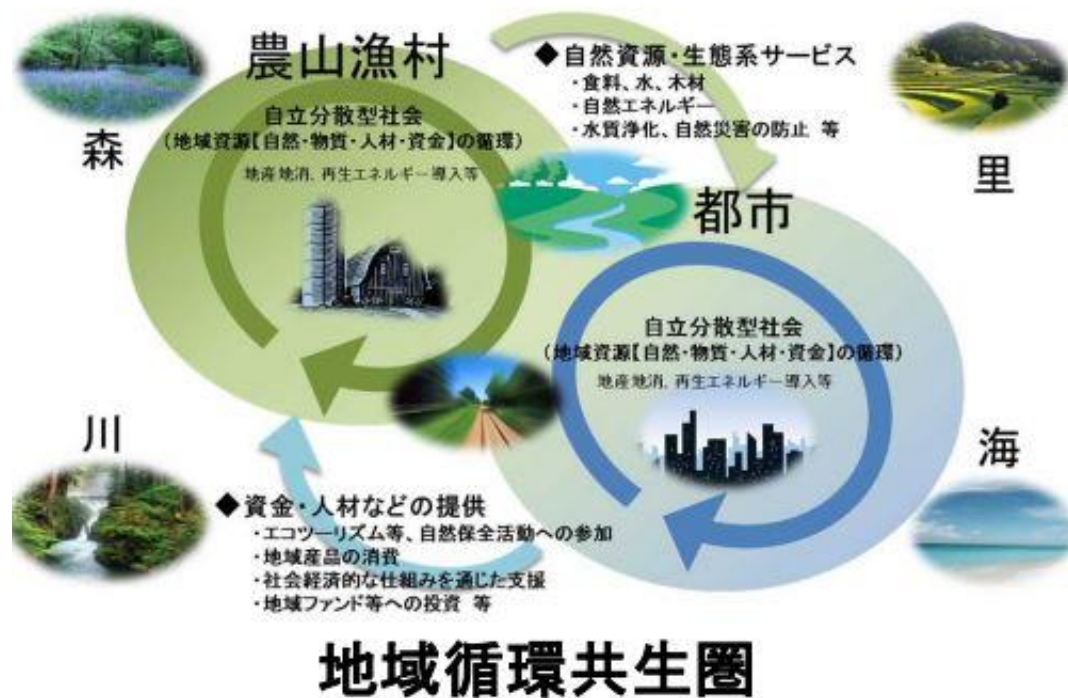 農山漁村
◆自然資源・生態系サービス
・食料、水、木材
・自然エネルギー
・水質浄化、自然災害の防止 等
森
里
自立分散型社会
(地域資源【自然・物質・人材・資金】の循環)
地産地消、再生エネルギー導入等
都市
自立分散型社会
(地域資源【自然・物質・人材・資金】の循環)
地産地消、再生エネルギー導入等
川
海
◆資金・人材などの提供
・エコツーリズム等、自然保全活動への参加
・地域産品の消費
・社会経済的な仕組みを通じた支援
・地域ファンド等への投資 等
地域循環共生圏